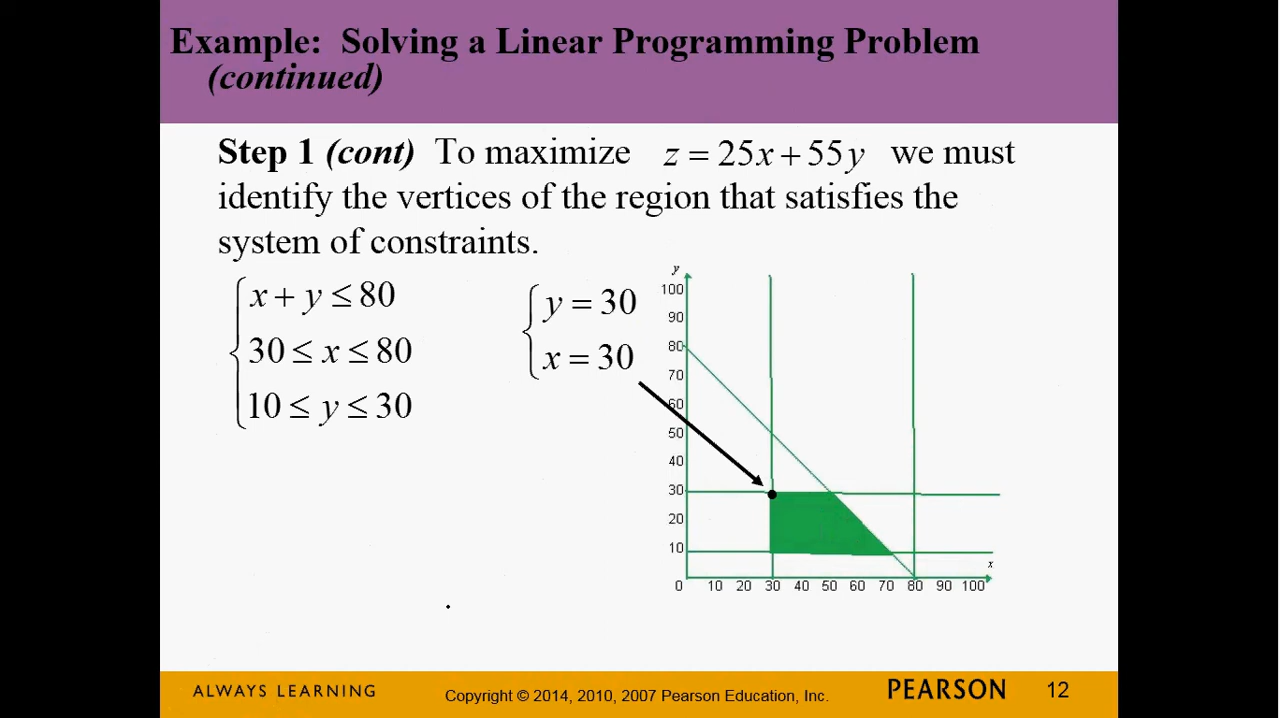 Example: Solving a Linear Programming Problem
(continued)
Step 1 (cont) To maximize z = 25x + 55y we must
identify the vertices of the region that satisfies the
system of constraints.
x + y ≤ 80
30 ≤ x ≤ 80
10 ≤ y ≤ 30
y = 30
x = 30
y
100
90
80
70
60
50
40
30
20
10
x
0 10 20 30 40 50 60 70 80 90 100
ALWAYS LEARNING
Copyright © 2014, 2010, 2007 Pearson Education, Inc.
PEARSON
12